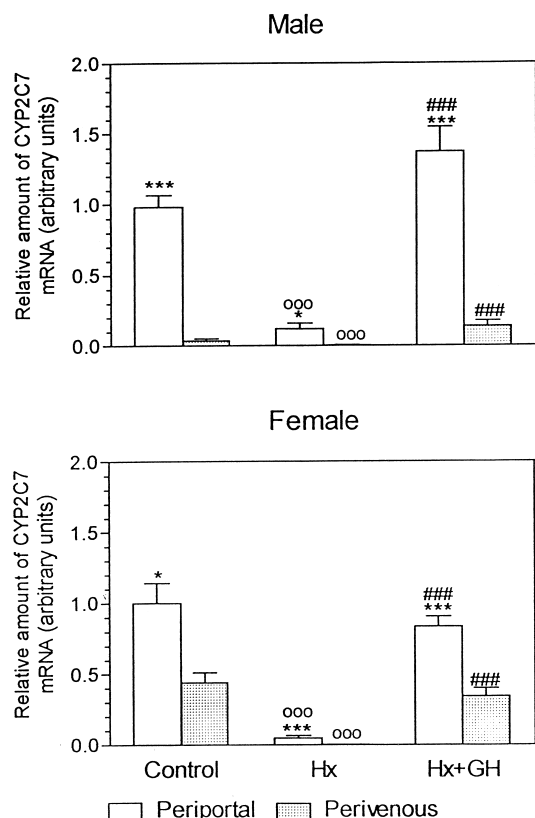 Male
Relative amount of CYP2C7
mRNA (arbitrary units)
2.0
1.5
1.0
0.5
0.0
***
ooo
*
ooo
###
***
###
Female
Relative amount of CYP2C7
mRNA (arbitrary units)
2.0
1.5
1.0
0.5
0.0
*
ooo
***
ooo
###
***
###
Control Hx Hx+GH
Periportal Perivenous